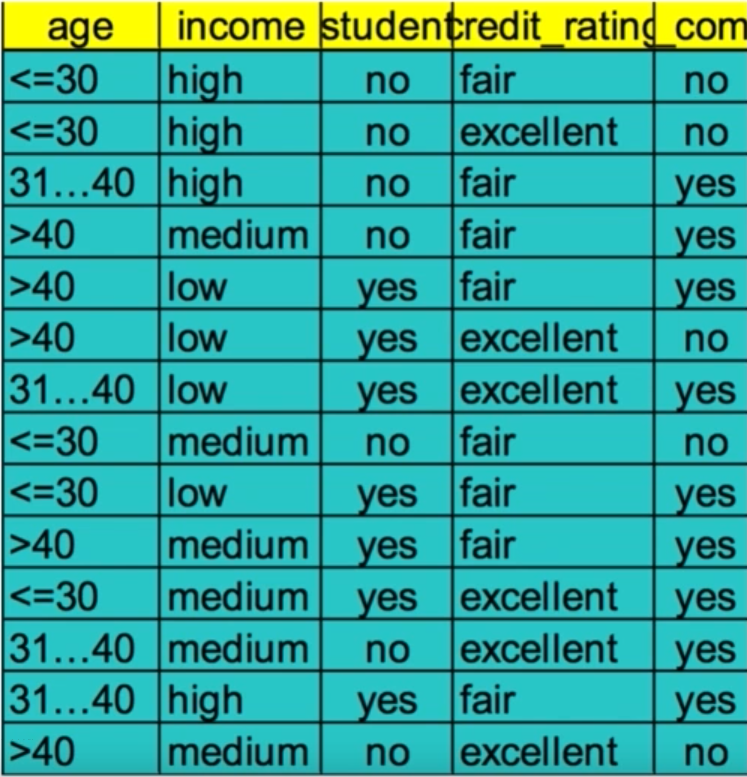 age income student credit_rating _com
<=30 high no fair no
<=30 high no excellent no
31…40 high no fair yes
>40 medium no fair yes
>40 low yes fair yes
>40 low yes excellent no
31…40 low yes excellent yes
<=30 medium no fair no
<=30 low yes fair yes
>40 medium yes fair yes
<=30 medium yes excellent yes
31…40 medium no excellent yes
31…40 high yes fair yes
>40 medium no excellent no